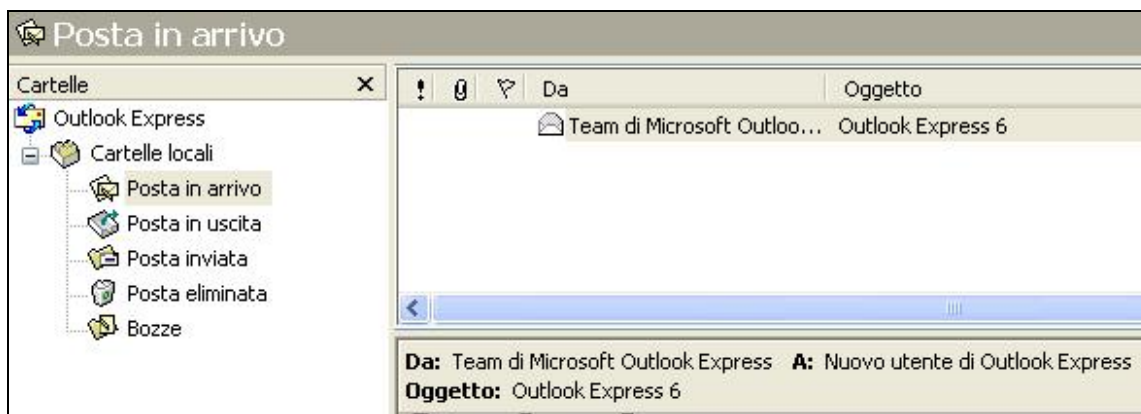 Posta in arrivo
Cartelle
Outlook Express
Cartelle locali
Posta in arrivo
Posta in uscita
Posta inviata
Posta eliminata
Bozze
Da Oggetto
Team di Microsoft Outloo... Outlook Express 6
Da: Team di Microsoft Outlook Express A: Nuovo utente di Outlook Express
Oggetto: Outlook Express 6